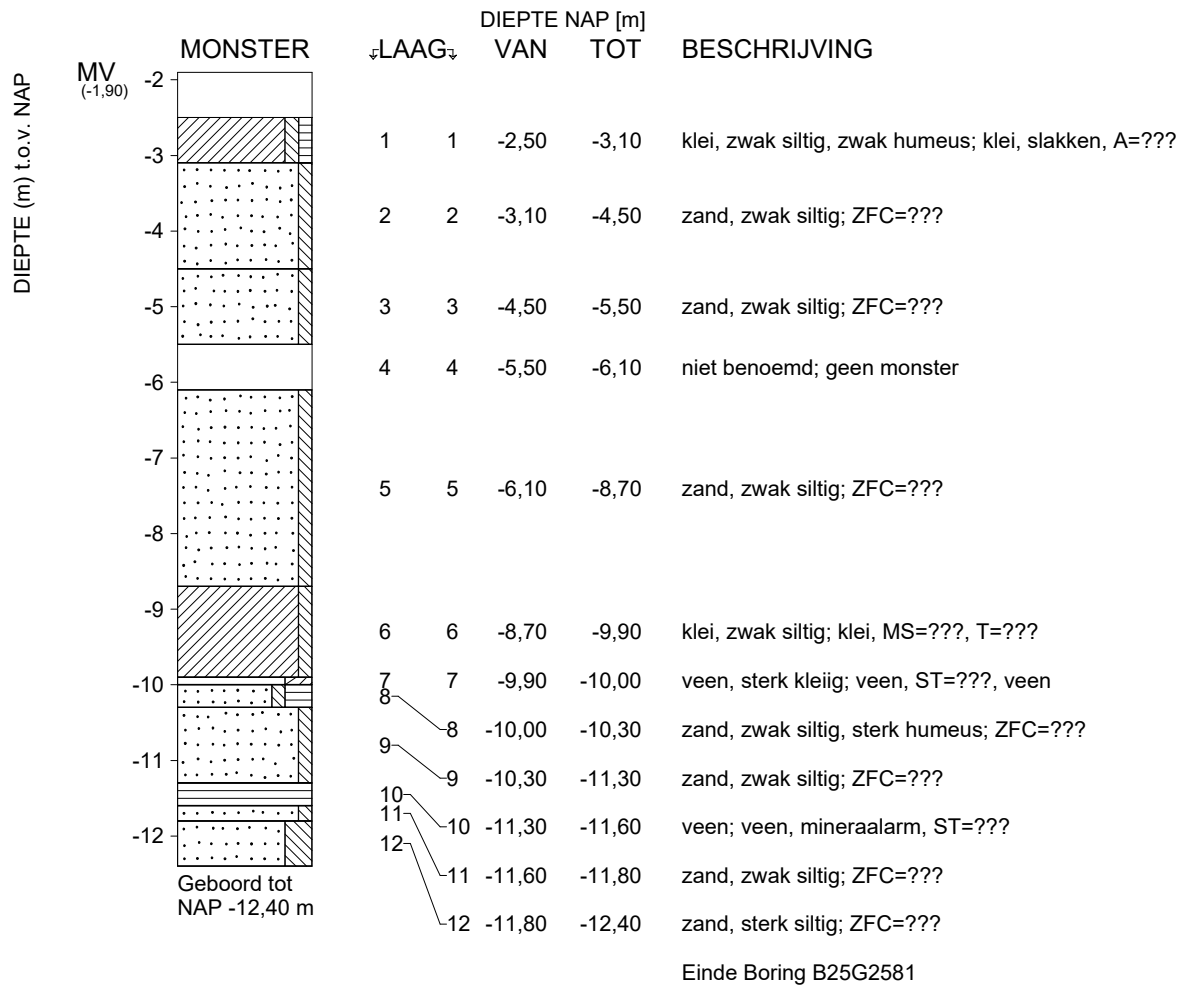 DIEPTE NAP [m]
MONSTER LAAG VAN TOT BESCHRIJVING
DIEPTE (m) t.o.v. NAP
MV
(-1,90)
-2
-3
-4
-5
-6
-7
-8
-9
-10
-11
-12
1 1 -2,50 -3,10 klei, zwak siltig, zwak humeus; klei, slakken, A=???
2 2 -3,10 -4,50 zand, zwak siltig; ZFC=???
3 3 -4,50 -5,50 zand, zwak siltig; ZFC=???
4 4 -5,50 -6,10 niet benoemd; geen monster
5 5 -6,10 -8,70 zand, zwak siltig; ZFC=???
6 6 -8,70 -9,90 klei, zwak siltig; klei, MS=???, T=???
7 7 -9,90 -10,00 veen, sterk kleiig; veen, ST=???, veen
8 8 -10,00 -10,30 zand, zwak siltig, sterk humeus; ZFC=???
9 9 -10,30 -11,30 zand, zwak siltig; ZFC=???
10 10 -11,30 -11,60 veen; veen, mineraalarm, ST=???
11 11 -11,60 -11,80 zand, zwak siltig; ZFC=???
12 12 -11,80 -12,40 zand, sterk siltig; ZFC=???
Geboord tot
NAP -12,40 m
Einde Boring B25G2581